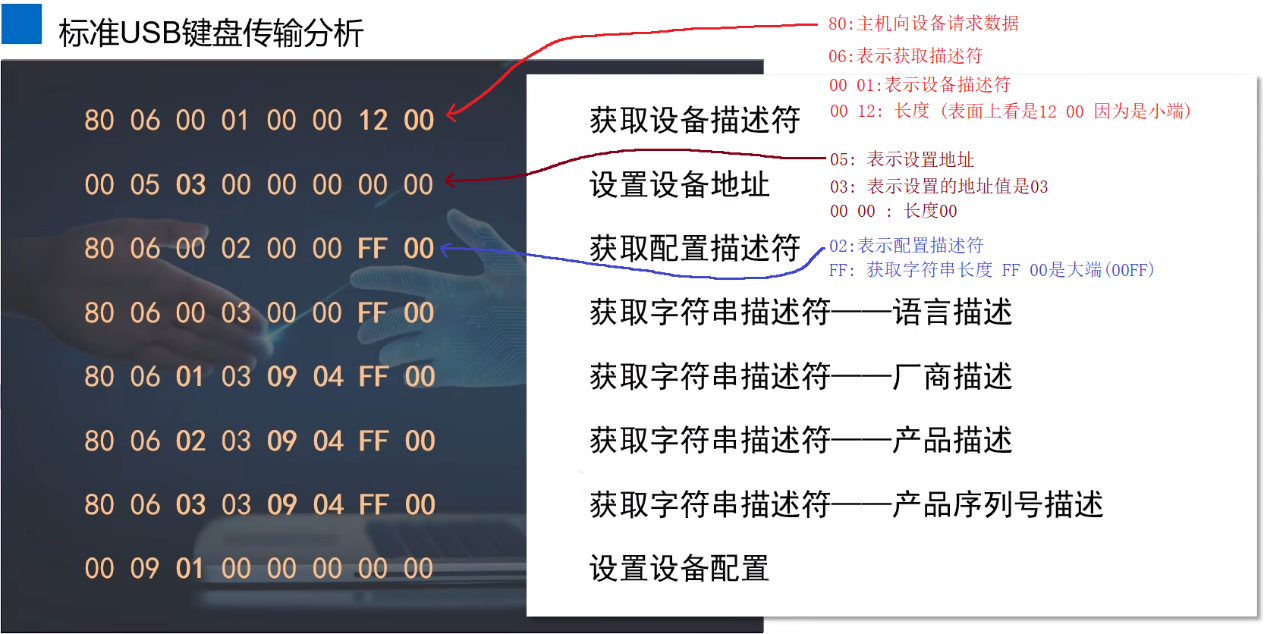 标准USB键盘传输分析
80:主机向设备请求数据
06:表示获取描述符
00 01:表示设备描述符
00 12: 长度 (表面上看是12 00 因为是小端)
80 06 00 01 00 00 12 00 获取设备描述符
05: 表示设置地址
03: 表示设置的地址值是03
00 00 : 长度00
00 05 03 00 00 00 00 00 设置设备地址
02:表示配置描述符
FF: 获取字符串长度 FF 00是大端(00FF)
80 06 00 02 00 00 FF 00 获取配置描述符
80 06 00 03 00 00 FF 00 获取字符串描述符——语言描述
80 06 01 03 09 04 FF 00 获取字符串描述符——厂商描述
80 06 02 03 09 04 FF 00 获取字符串描述符——产品描述
80 06 03 03 09 04 FF 00 获取字符串描述符——产品序列号描述
00 09 01 00 00 00 00 00 设置设备配置